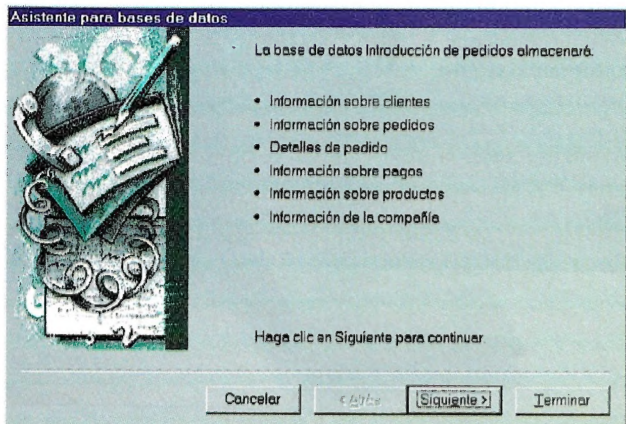 Asistente para bases de datos
La base de datos Introducción de pedidos almacenará.
• Información sobre clientes
• Información sobre pedidos
• Detalles de pedido
• Información sobre pagos
• Información sobre productos
• Información de la compañía
Haga clic en Siguiente para continuar.
Cancelar < Atrás Siguiente > Terminar